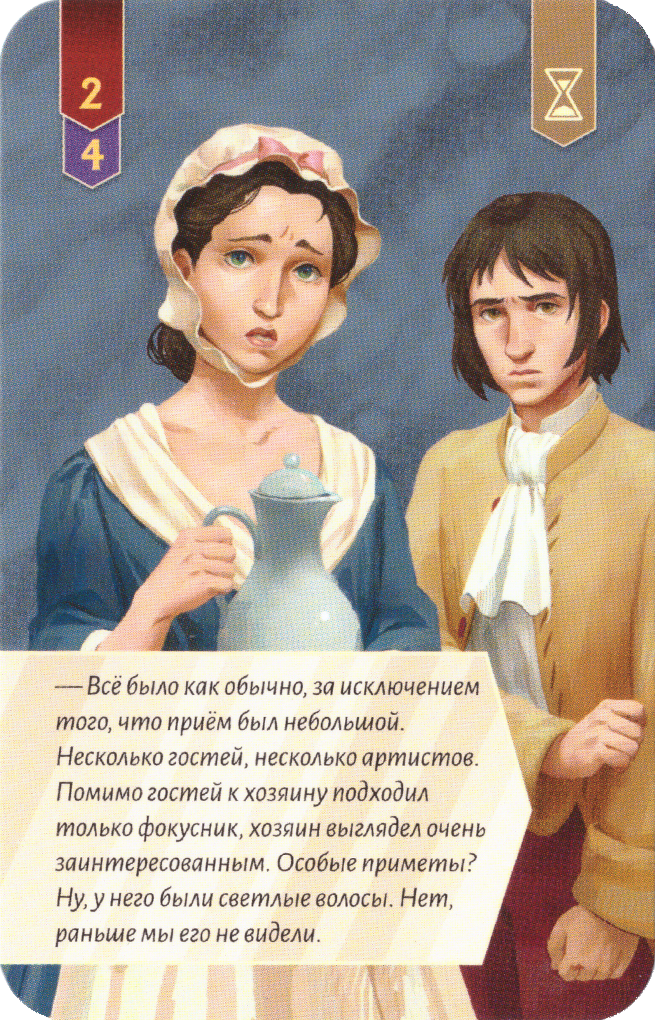 2
4
— Всё было как обычно, за исключением
того, что приём был небольшой.
Несколько гостей, несколько артистов.
Помимо гостей к хозяину подходил
только фокусник, хозяин выглядел очень
заинтересованным. Особые приметы?
Ну, у него были светлые волосы. Нет,
раньше мы его не видели.